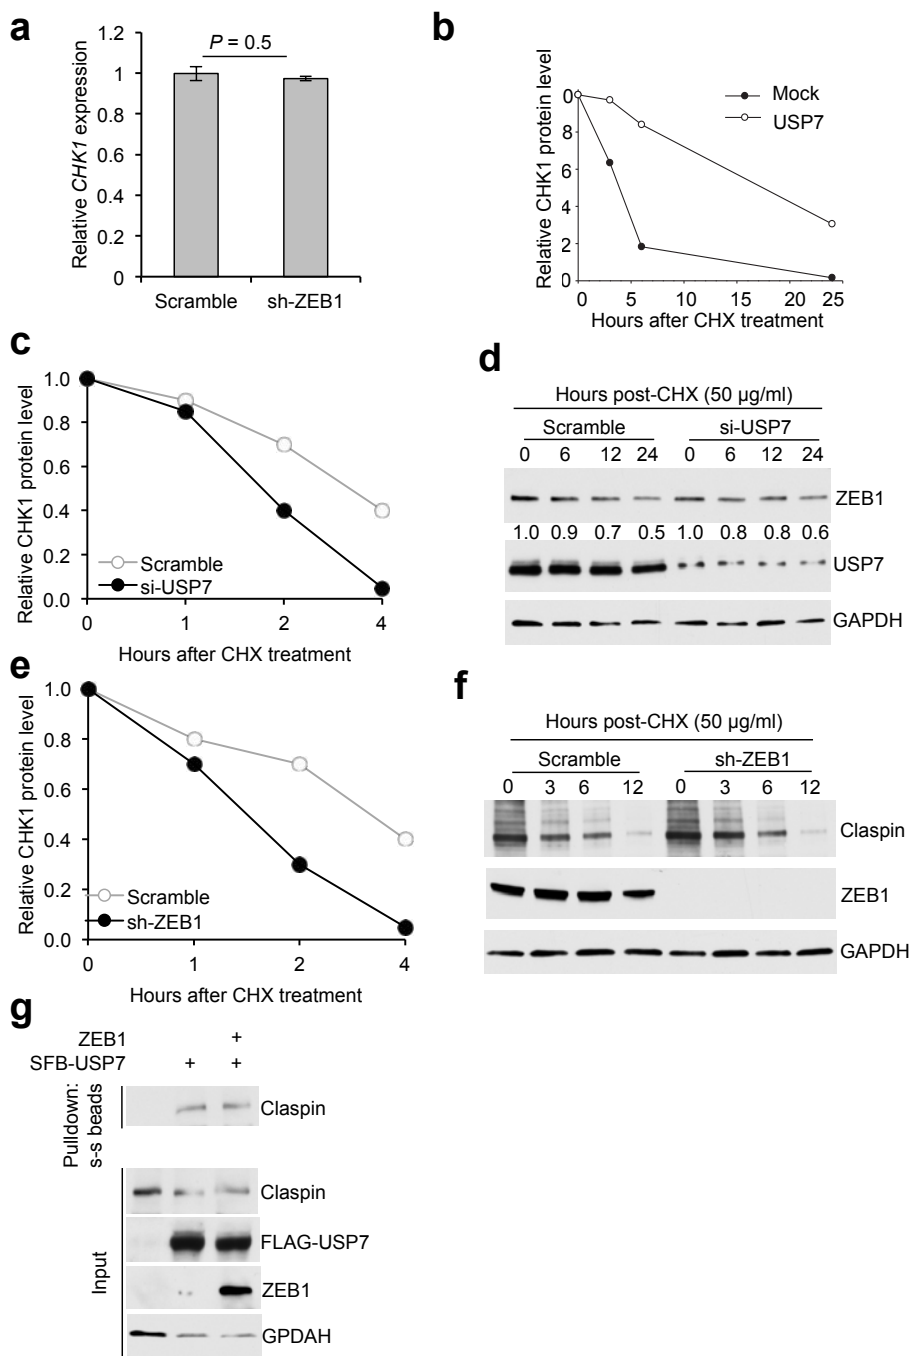 a
P = 0.5
Relative CHK1 expression
1.2
1
0.8
0.6
0.4
0.2
0
Scramble sh-ZEB1
b
Relative CHK1 protein level
0
8
6
4
2
0
Mock
USP7
0 5 10 15 20 25
Hours after CHX treatment
c
Relative CHK1 protein level
1.0
0.8
0.6
0.4
0.2
0.0
Scramble
si-USP7
0 1 2 4
Hours after CHX treatment
d
Hours post-CHX (50 µg/ml)
Scramble si-USP7
0 6 12 24 0 6 12 24
ZEB1
1.0 0.9 0.7 0.5 1.0 0.8 0.8 0.6
USP7
GAPDH
e
Relative CHK1 protein level
1.0
0.8
0.6
0.4
0.2
0.0
Scramble
sh-ZEB1
0 1 2 4
Hours after CHX treatment
f
Hours post-CHX (50 µg/ml)
Scramble sh-ZEB1
0 3 6 12 0 3 6 12
Claspin
ZEB1
GAPDH
g
ZEB1 +
SFB-USP7 + +
Pulldown:
s-s beads
Claspin
Input
Claspin
FLAG-USP7
ZEB1
GPDAH